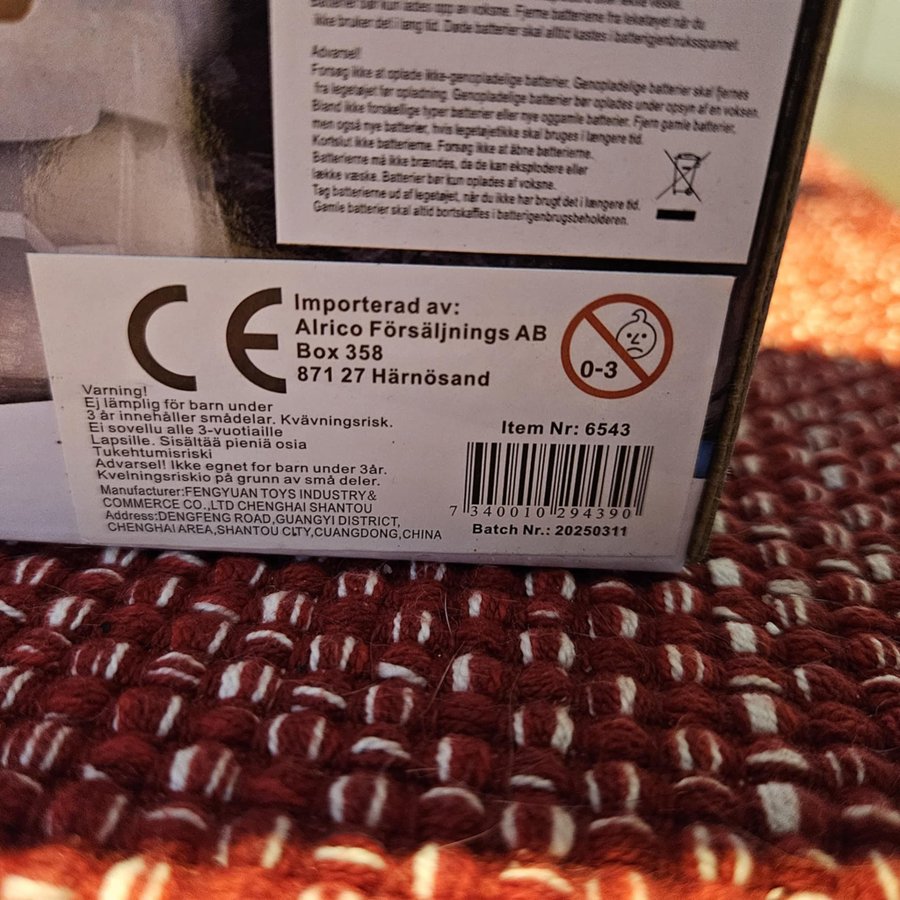 Batterier bør kun lades opp av voksne. Fjerne batteriene fra leketøyet når du
ikke bruker det i lang tid. Døde batterier skal alltid kastes i batterigenbruksspannet.
Advarsel!
Forsøg ikke at oplade ikke-genopladelige batterier. Genopladelige batterier skal fjernes
fra legetøjet før opladning. Genopladelige batterier bør oplades under opsyn af en voksen.
Bland ikke forskellige typer batterier eller nye oggamle batterier. Fjern gamle batterier,
men også nye batterier, hvis legetøjetikke skal bruges i længere tid.
Kortslut ikke batterierne. Forsøg ikke at åbne batterierne.
Batterierne må ikke brændes, da de kan eksplodere eller
lække væske. Batterier bør kun oplades af voksne.
Tag batterierne ud af legetøjet, når du ikke har brugt det i længere tid.
Gamle batterier skal altid bortskaffes i batterigenbrugsbeholderen.
CE
Importerad av:
Alrico Försäljnings AB
Box 358
871 27 Härnösand
0-3
Varning!
Ej lämplig för barn under
3 år innehåller smådelar. Kvävningsrisk.
Ei sovellu alle 3-vuotiaille
Lapsille. Sisältää pieniä osia
Tukehtumisriski
Advarsel! Ikke egnet for barn under 3år.
Kvelningsriskio på grunn av små deler.
Manufacturer:FENGYUAN TOYS INDUSTRY&
COMMERCE CO.,LTD CHENGHAI SHANTOU
Address:DENGFENG ROAD,GUANGYI DISTRICT,
CHENGHAI AREA,SHANTOU CITY,CUANGDONG,CHINA
Item Nr: 6543
7 340010 294390
Batch Nr.: 20250311